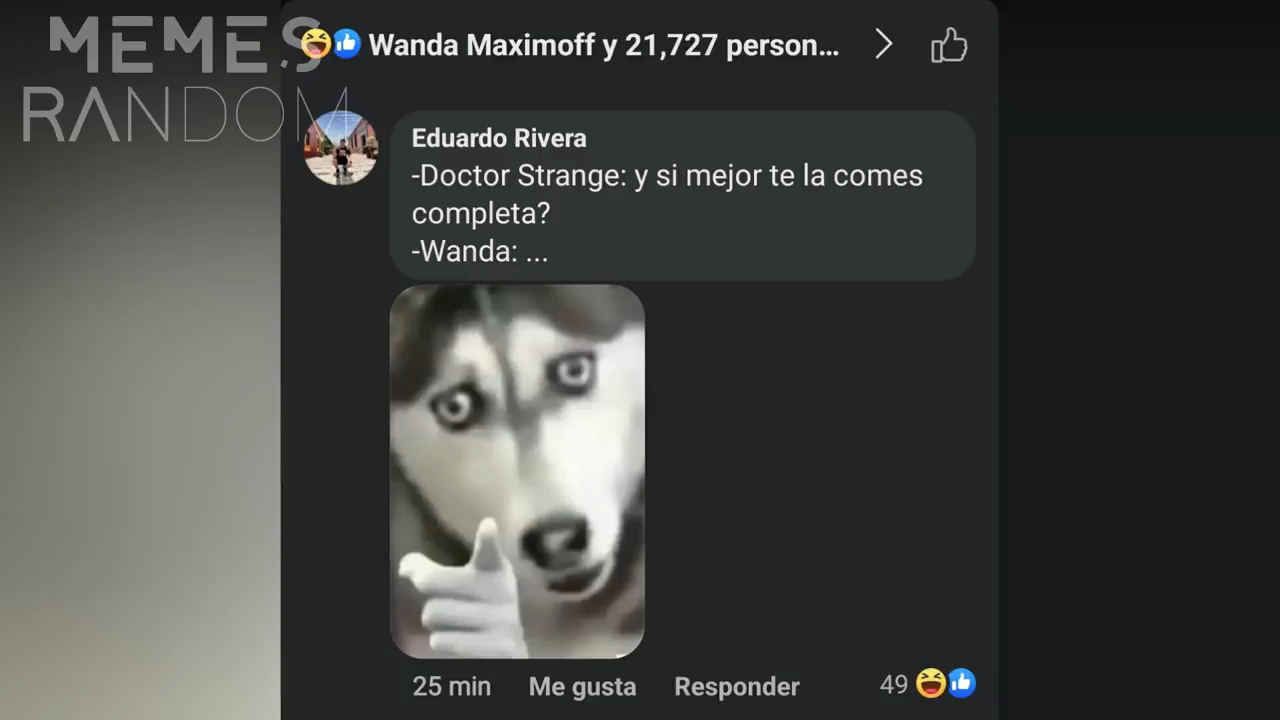 MEMES
RANDOM
Wanda Maximoff y 21,727 person...
Eduardo Rivera
-Doctor Strange: y si mejor te la comes
completa?
-Wanda: ...
25 min Me gusta Responder 49